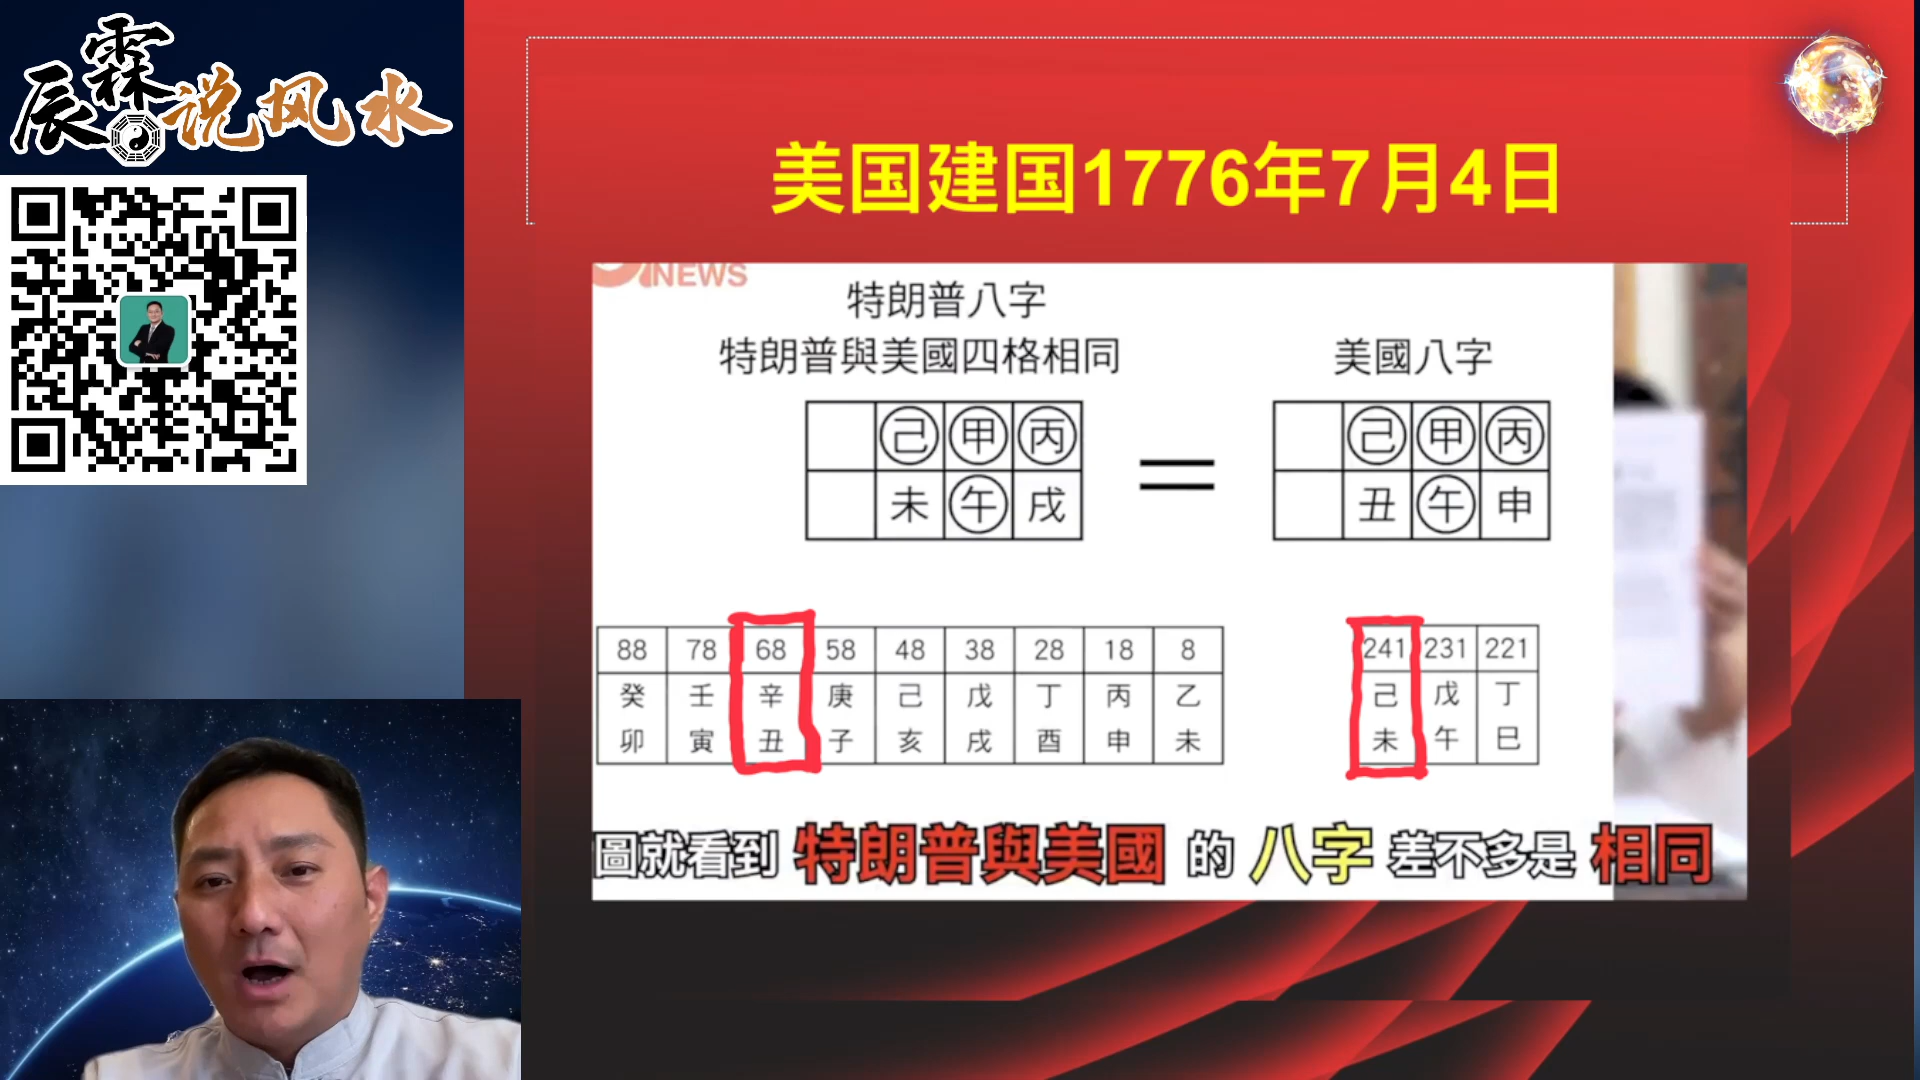 辰霖说风水
美国建国1776年7月4日
NEWS
特朗普八字
特朗普與美國四格相同
美國八字
己 甲 丙
未 午 戌
=
己 甲 丙
丑 午 申
88 78 68 58 48 38 28 18 8
癸 壬 辛 庚 己 戊 丁 丙 乙
卯 寅 丑 子 亥 戌 酉 申 未
241 231 221
己 戊 丁
未 午 巳
圖就看到 特朗普與美國 的 八字 差不多是 相同